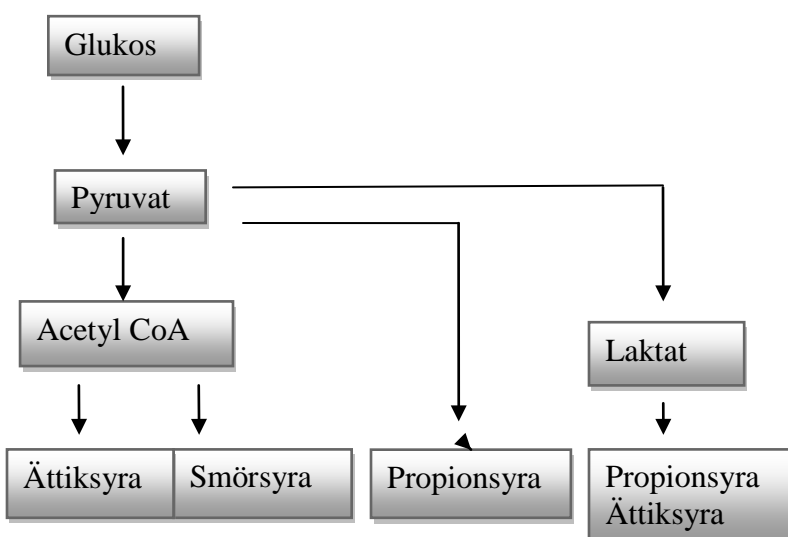 Glukos
Pyruvat
Acetyl CoA
Laktat
Ättiksyra
Smörsyra
Propionsyra
Propionsyra
Ättiksyra